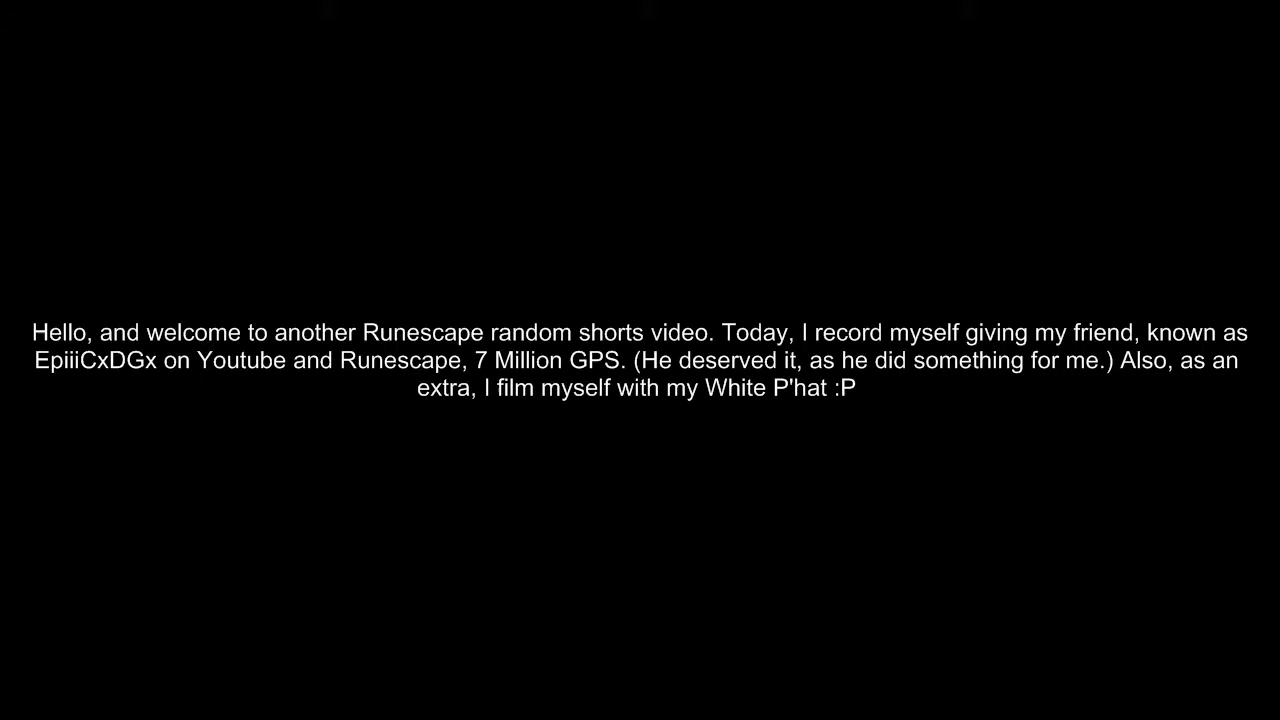 Hello, and welcome to another Runescape random shorts video. Today, I record myself giving my friend, known as
EpiiiCxDGx on Youtube and Runescape, 7 Million GPS. (He deserved it, as he did something for me.) Also, as an
extra, I film myself with my White P'hat :P